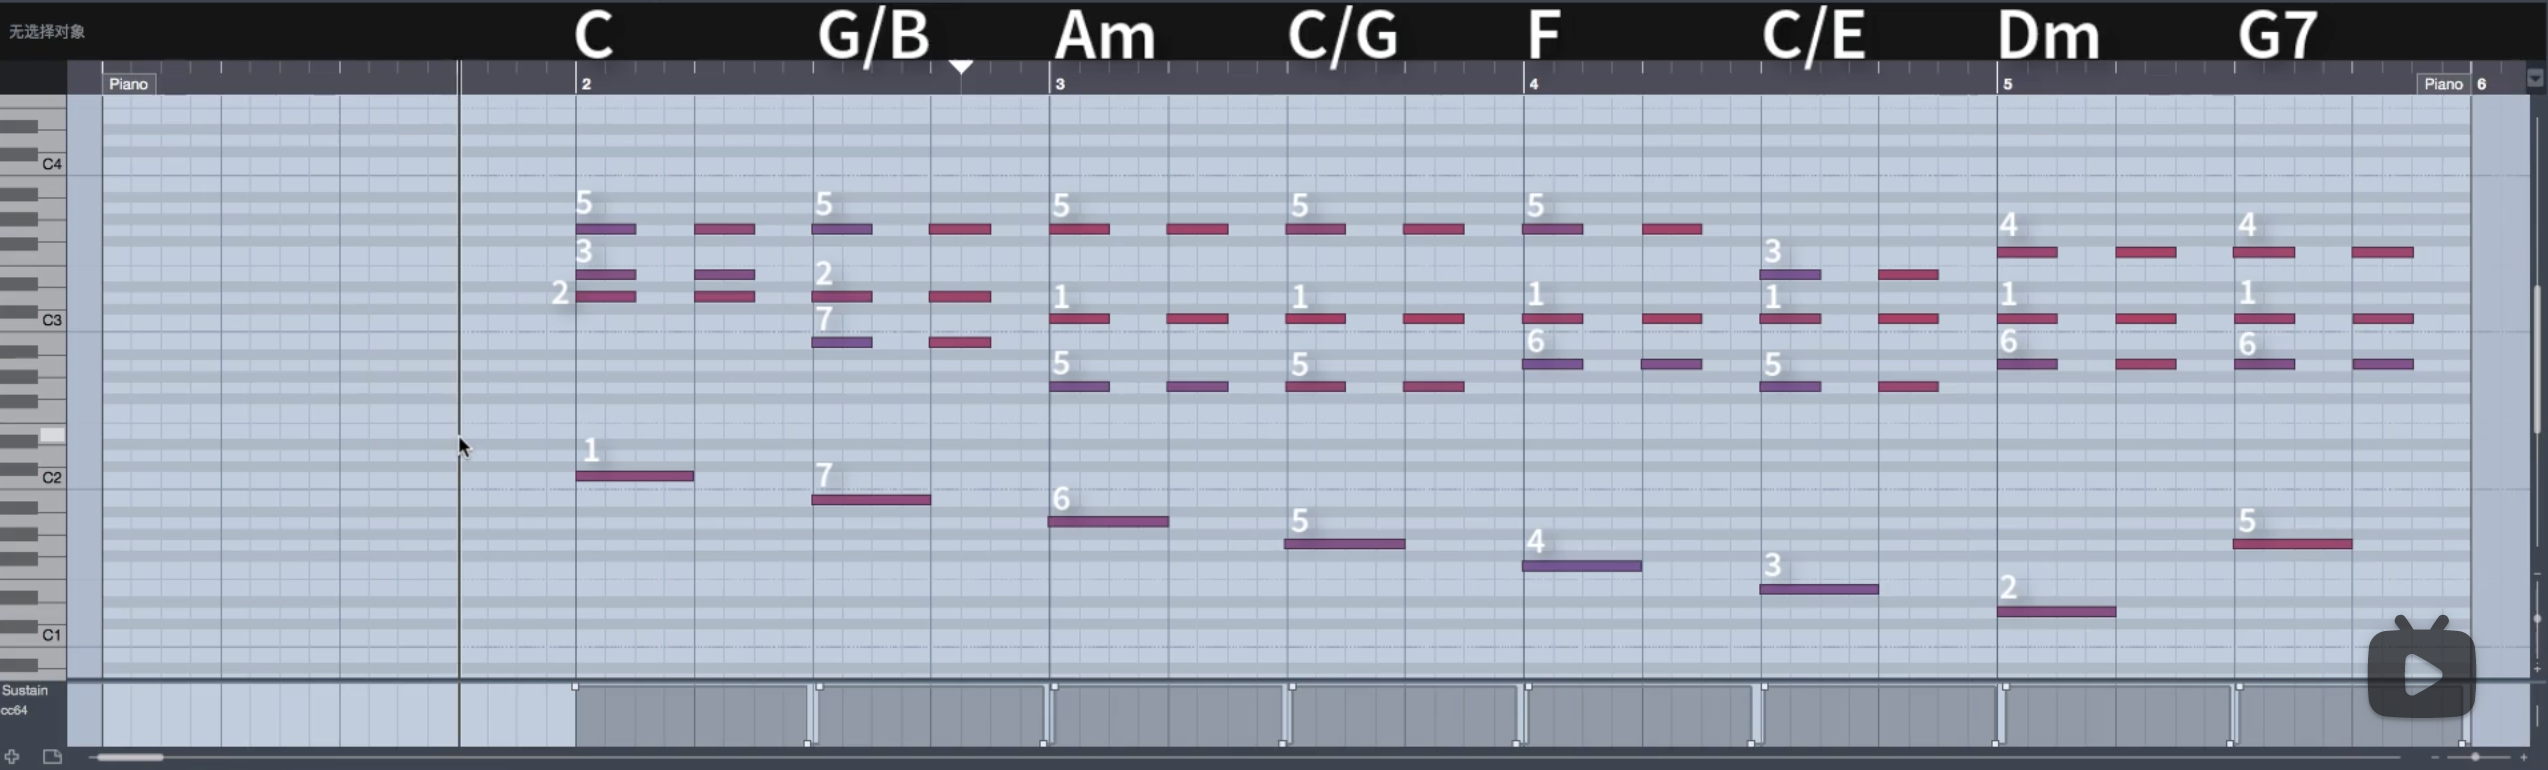 无选择对象
C G/B Am C/G F C/E Dm G7
Piano 2 3 4 5 Piano 6
C4
5 5 5 5 5 4 4
3 2 3
2 1 1 1 1 1 1
C3 7 6 6 6
5 5 5
1
C2 7
6
5 5
4
3
2
C1
Sustain
cc64